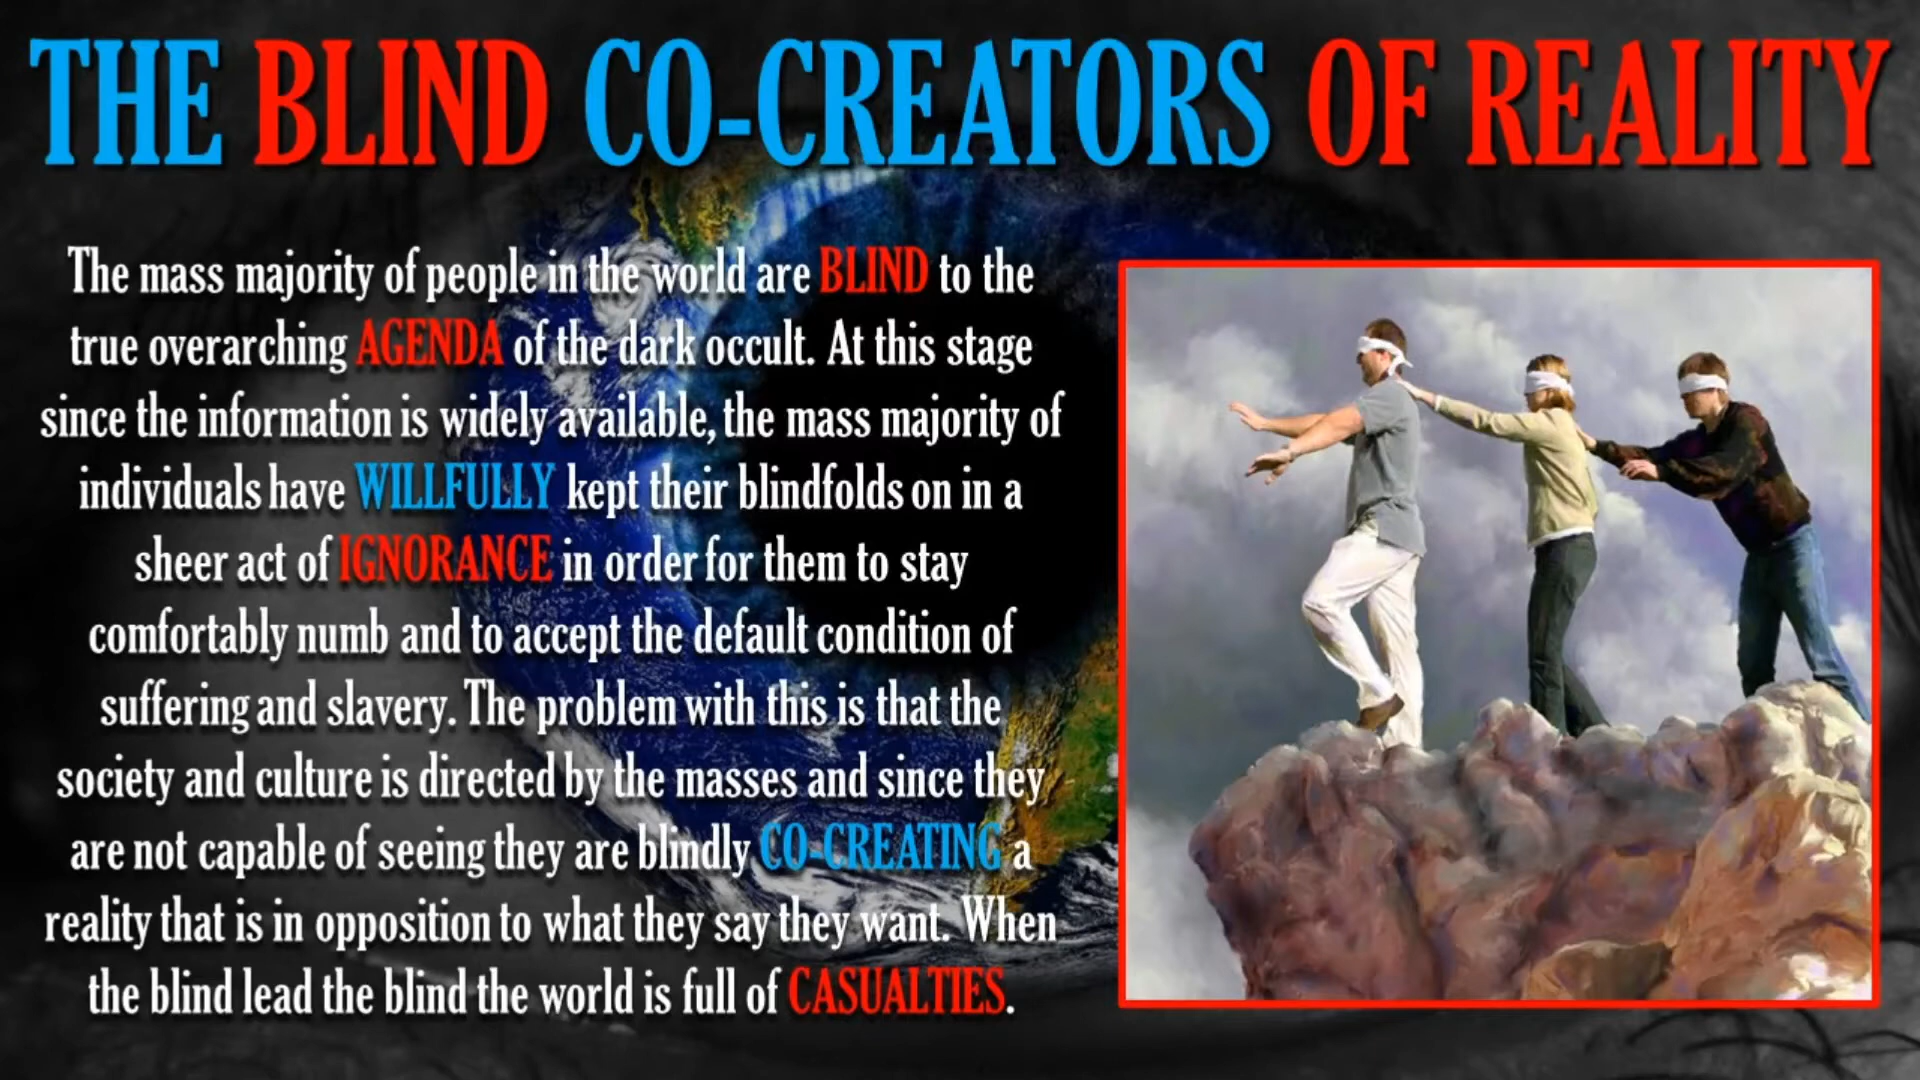 THE BLIND CO-CREATORS OF REALITY
The mass majority of people in the world are BLIND to the
true overarching AGENDA of the dark occult. At this stage
since the information is widely available, the mass majority of
individuals have WILLFULLY kept their blindfolds on in a
sheer act of IGNORANCE in order for them to stay
comfortably numb and to accept the default condition of
suffering and slavery. The problem with this is that the
society and culture is directed by the masses and since they
are not capable of seeing they are blindly CO-CREATING a
reality that is in opposition to what they say they want. When
the blind lead the blind the world is full of CASUALTIES.